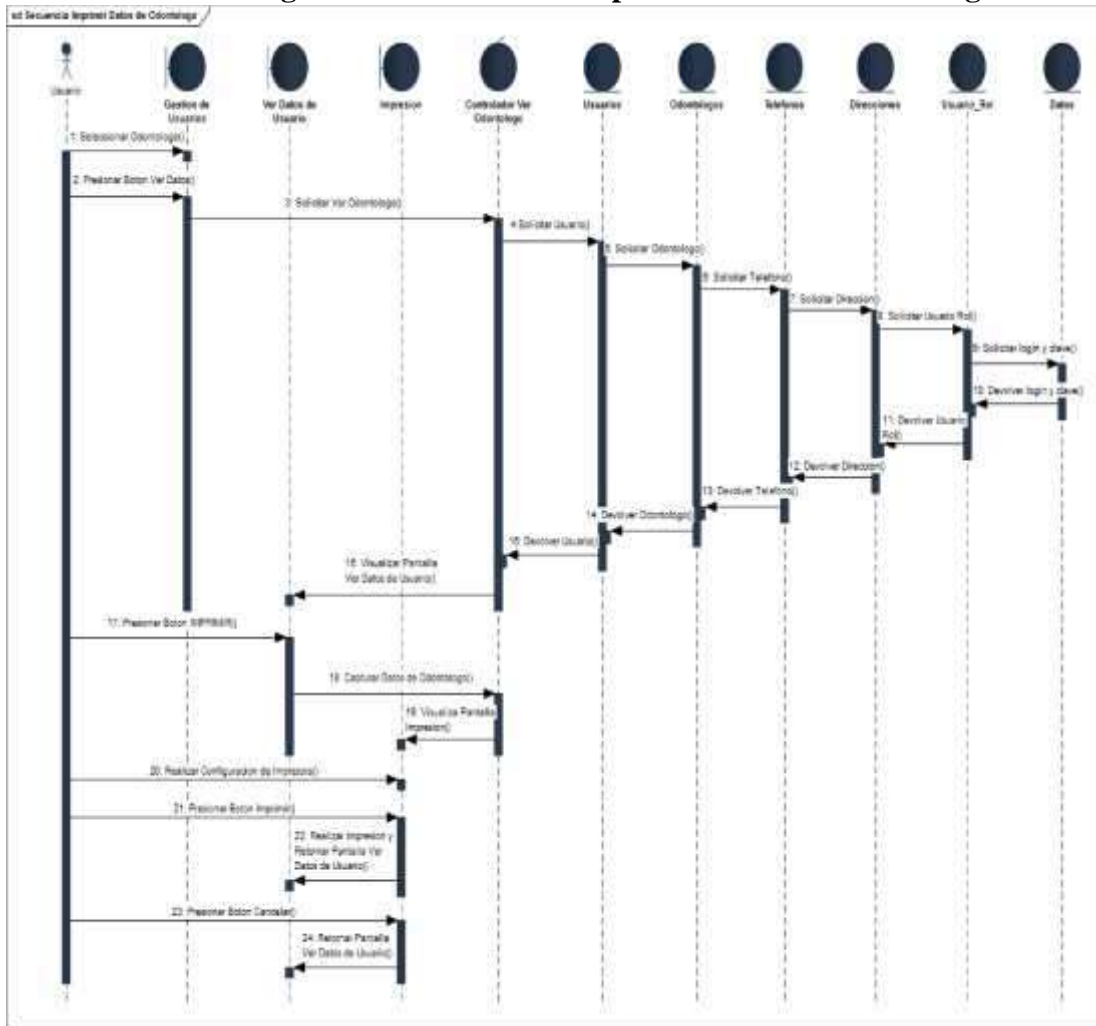 sd Secuencia Imprimir Datos de Odontologo
Usuario
Gestion de
Usuarios
Ver Datos de
Usuario
Impresion
Controlador Ver
Odontologo
Usuarios
Odontologos
Telefonos
Direcciones
Usuario_Rol
Datos
1: Seleccionar Odontologo()
2: Presionar Boton Ver Datos()
3: Solicitar Ver Odontologo()
4: Solicitar Usuario()
5: Solicitar Odontologo()
6: Solicitar Telefono()
7: Solicitar Direccion()
8: Solicitar Usuario Rol()
9: Solicitar login y clave()
10: Devolver login y clave()
11: Devolver Usuario
Rol()
12: Devolver Direccion()
13: Devolver Telefono()
14: Devolver Odontologo()
15: Devolver Usuario()
16: Visualizar Pantalla
Ver Datos de Usuario()
17: Presionar Boton IMPRIMIR()
18: Capturar Datos de Odontologo()
19: Visualiza Pantalla
Impresion()
20: Realizar Configuracion de Impresora()
21: Presionar Boton Imprimir()
22: Realizar Impresion y
Retornar Pantalla Ver
Datos de Usuario()
23: Presionar Boton Cancelar()
24: Retornar Pantalla
Ver Datos de Usuario()